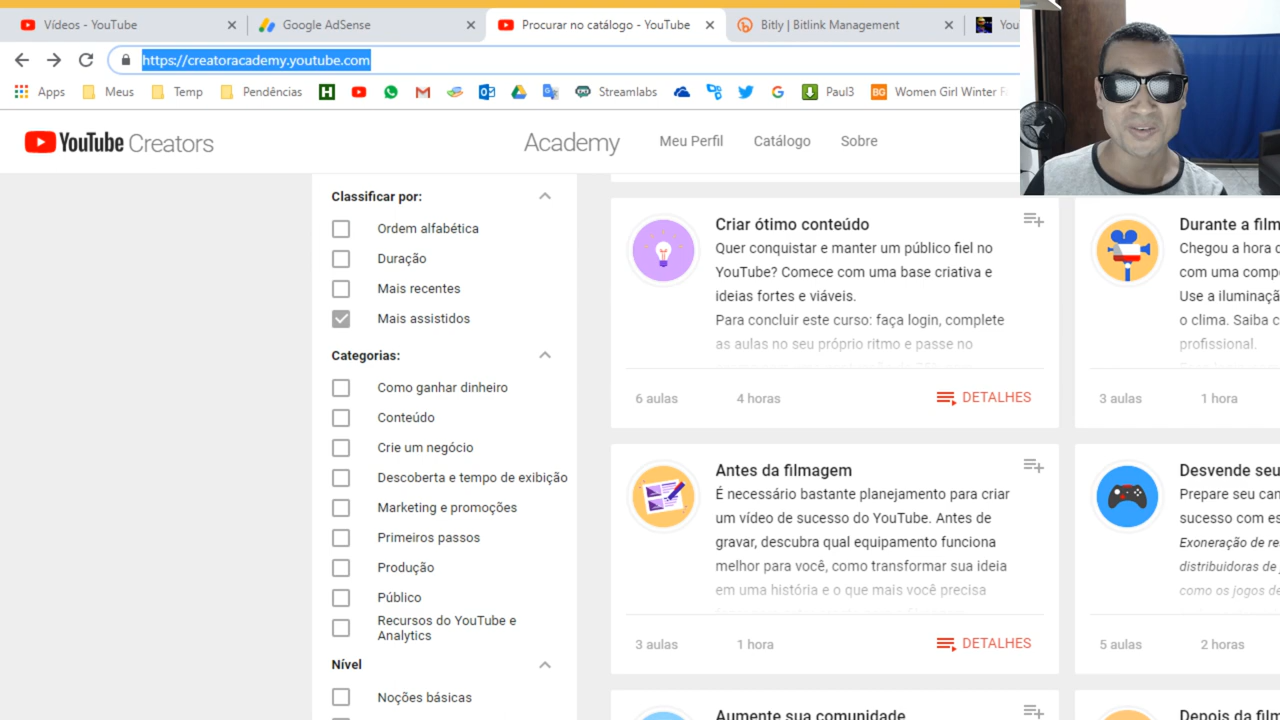 Vídeos - YouTube
Google AdSense
Procurar no catálogo - YouTube
Bitly | Bitlink Management
You
https://creatoracademy.youtube.com
Apps
Meus
Temp
Pendências
H
Streamlabs
Paul3
BG
Women Girl Winter F
YouTube Creators
Academy
Meu Perfil
Catálogo
Sobre
Classificar por:
Ordem alfabética
Duração
Mais recentes
Mais assistidos
Categorias:
Como ganhar dinheiro
Conteúdo
Crie um negócio
Descoberta e tempo de exibição
Marketing e promoções
Primeiros passos
Produção
Público
Recursos do YouTube e
Analytics
Nível
Noções básicas
Criar ótimo conteúdo
Quer conquistar e manter um público fiel no
YouTube? Comece com uma base criativa e
ideias fortes e viáveis.
Para concluir este curso: faça login, complete
as aulas no seu próprio ritmo e passe no
6 aulas
4 horas
DETALHES
Durante a film
Chegou a hora d
com uma comp
Use a iluminaçã
o clima. Saiba c
profissional.
3 aulas
1 hora
Antes da filmagem
É necessário bastante planejamento para criar
um vídeo de sucesso do YouTube. Antes de
gravar, descubra qual equipamento funciona
melhor para você, como transformar sua ideia
em uma história e o que mais você precisa
3 aulas
1 hora
DETALHES
Desvende seu
Prepare seu can
sucesso com es
Exoneração de re
distribuidoras de
como os jogos de
5 aulas
2 horas
Aumente sua comunidade
Depois da film